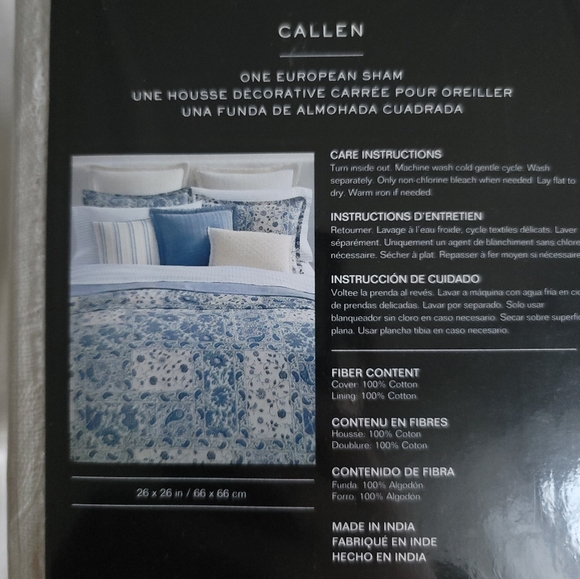 CALLEN
ONE EUROPEAN SHAM
UNE HOUSSE DÉCORATIVE CARRÉE POUR OREILLER
UNA FUNDA DE ALMOHADA CUADRADA
26 x 26 in / 66 x 66 cm
CARE INSTRUCTIONS
Turn inside out. Machine wash cold gentle cycle. Wash
separately. Only non-chlorine bleach when needed. Lay flat to
dry. Warm iron if needed.
INSTRUCTIONS D'ENTRETIEN
Retourner. Lavage à l'eau froide, cycle textiles délicats. Laver
séparément. Uniquement un agent de blanchiment sans chlore
nécessaire. Sécher à plat. Repasser à fer moyen si nécessaire
INSTRUCCIÓN DE CUIDADO
Voltee la prenda al revés. Lavar a máquina con agua fría en
de prendas delicadas. Lavar por separado. Solo usar
blanqueador sin cloro en caso necesario. Secar sobre
plana. Usar plancha tibia en caso necesario.
FIBER CONTENT
Cover: 100% Cotton
Lining: 100% Cotton
CONTENU EN FIBRES
Housse: 100% Coton
Doublure: 100% Coton
CONTENIDO DE FIBRA
Funda: 100% Algodón
Forro: 100% Algodón
MADE IN INDIA
FABRIQUÉ EN INDE
HECHO EN INDIA